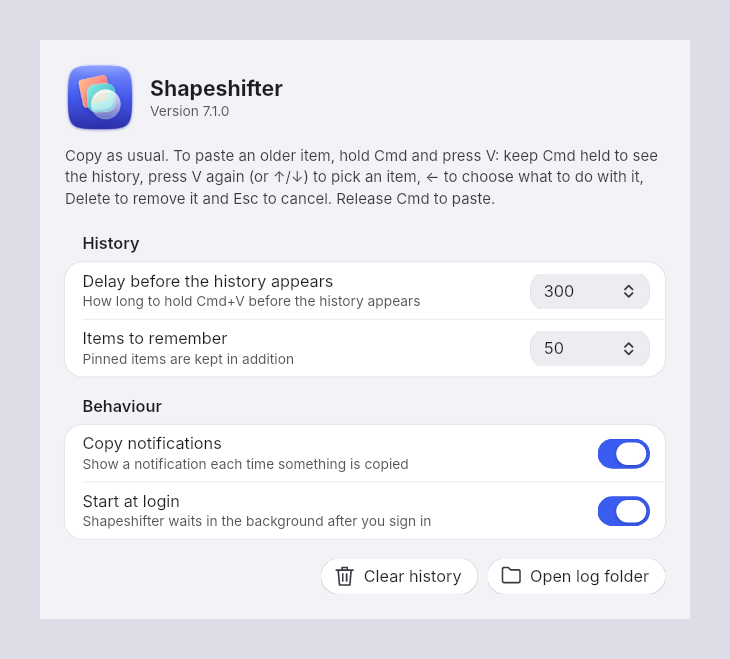 Shapeshifter
Version 7.1.0
Copy as usual. To paste an older item, hold Cmd and press V: keep Cmd held to see
the history, press V again (or ↑/↓) to pick an item, ← to choose what to do with it,
Delete to remove it and Esc to cancel. Release Cmd to paste.
History
Delay before the history appears
How long to hold Cmd+V before the history appears
300
Items to remember
Pinned items are kept in addition
50
Behaviour
Copy notifications
Show a notification each time something is copied
Start at login
Shapeshifter waits in the background after you sign in
Clear history
Open log folder